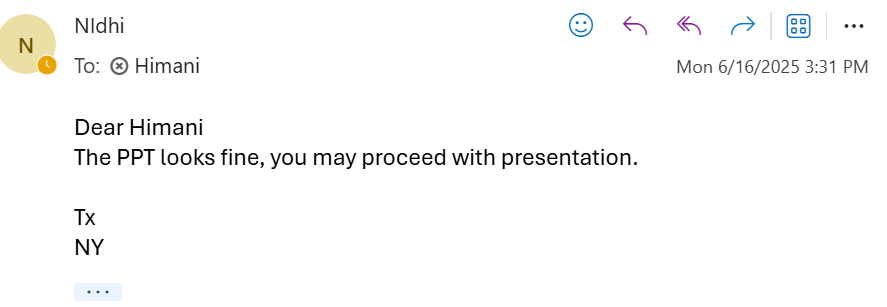 N
NIdhi
To: Himani
Mon 6/16/2025 3:31 PM
Dear Himani
The PPT looks fine, you may proceed with presentation.
Tx
NY